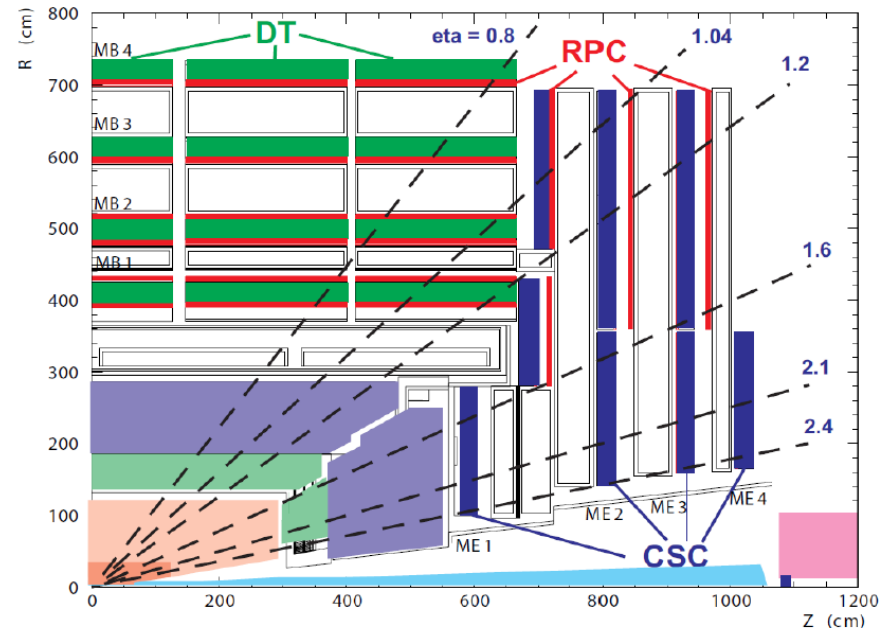 R (cm)
800
700
600
500
400
300
200
100
0
MB 4
MB 3
MB 2
MB 1
DT
eta = 0.8
RPC
1.04
1.2
1.6
2.1
2.4
ME 1
ME 2
ME 3
ME 4
CSC
0
200
400
600
800
1000
1200
Z (cm)